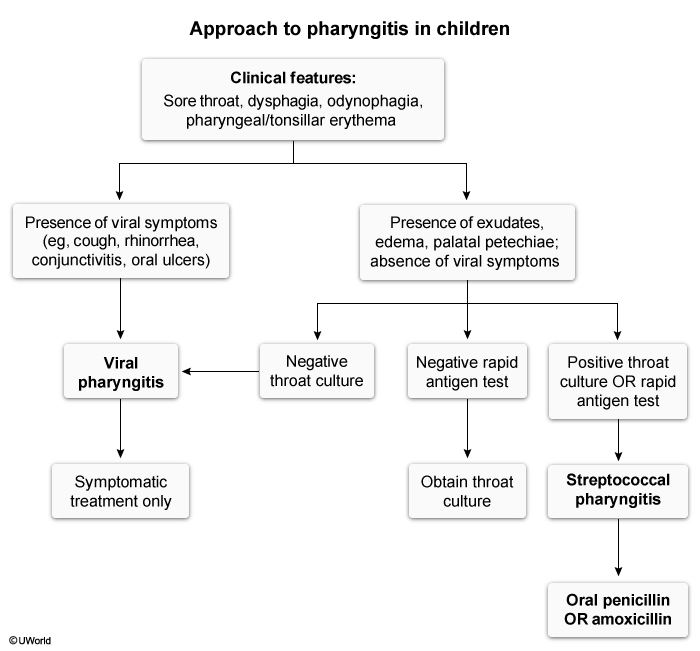 Approach to pharyngitis in children
Clinical features:
Sore throat, dysphagia, odynophagia,
pharyngeal/tonsillar erythema
Presence of viral symptoms
(eg, cough, rhinorrhea,
conjunctivitis, oral ulcers)
Presence of exudates,
edema, palatal petechiae;
absence of viral symptoms
Viral
pharyngitis
Negative
throat culture
Negative rapid
antigen test
Positive throat
culture OR rapid
antigen test
Symptomatic
treatment only
Obtain throat
culture
Streptococcal
pharyngitis
Oral penicillin
OR amoxicillin
©UWorld